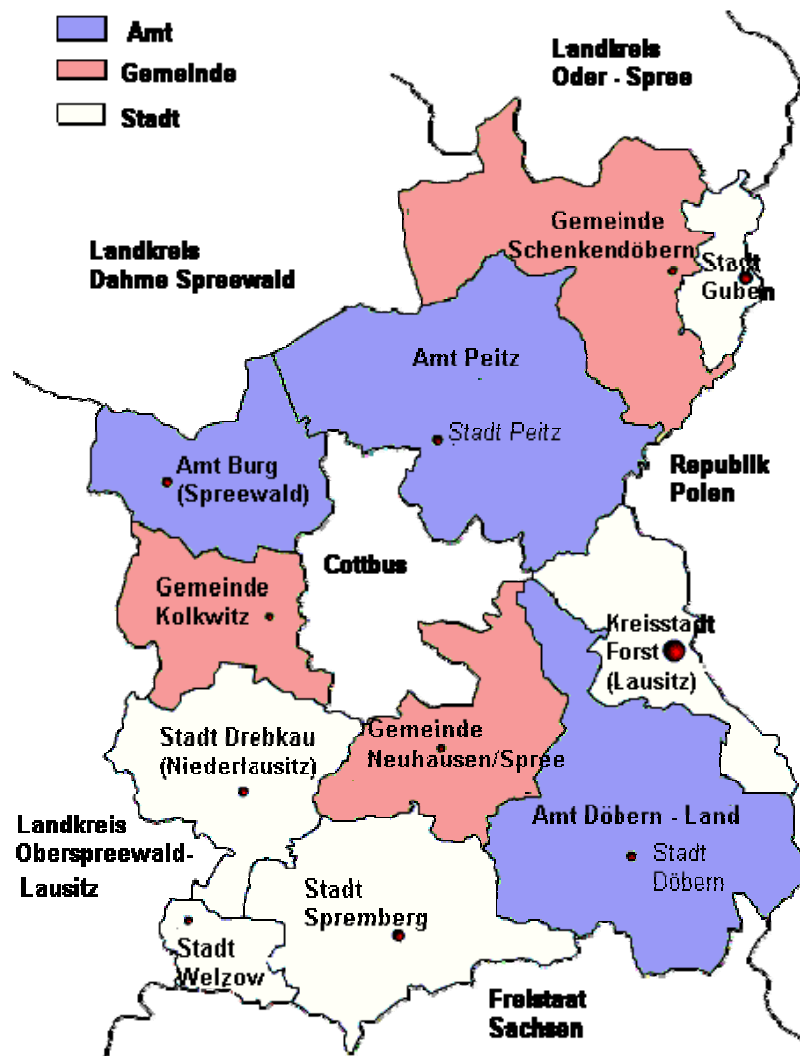 Amt
Gemeinde
Stadt
Landkreis
Oder - Spree
Landkreis
Dahme Spreewald
Gemeinde
Schenkendöbern
Stadt
Guben
Amt Peitz
Stadt Peitz
Amt Burg
(Spreewald)
Republik
Polen
Cottbus
Gemeinde
Kolkwitz
Kreisstadt
Forst
(Lausitz)
Stadt Drebkau
(Niederlausitz)
Gemeinde
Neuhausen/Spree
Amt Döbern - Land
Stadt
Döbern
Landkreis
Oberspreewald-
Lausitz
Stadt
Spremberg
Stadt
Welzow
Freistaat
Sachsen